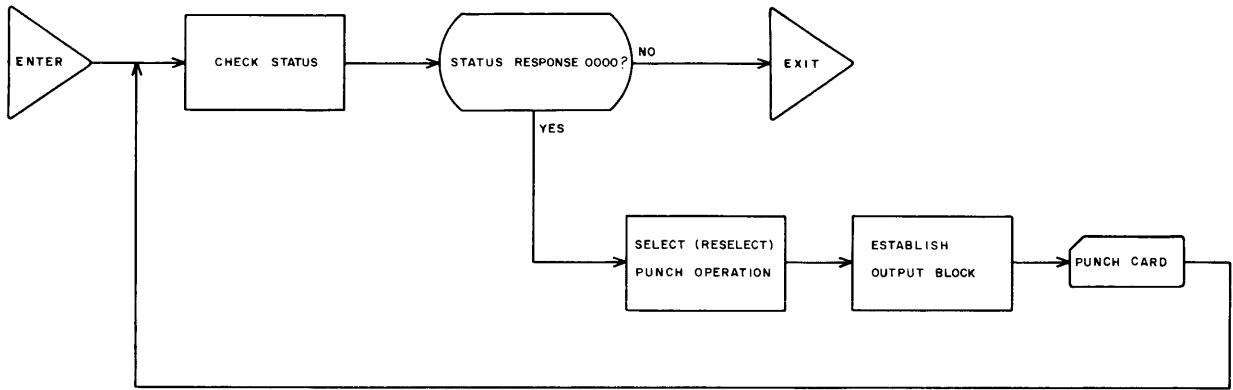 ENTER
CHECK STATUS
STATUS RESPONSE 0000?
NO
EXIT
YES
SELECT (RESELECT)
PUNCH OPERATION
ESTABLISH
OUTPUT BLOCK
PUNCH CARD